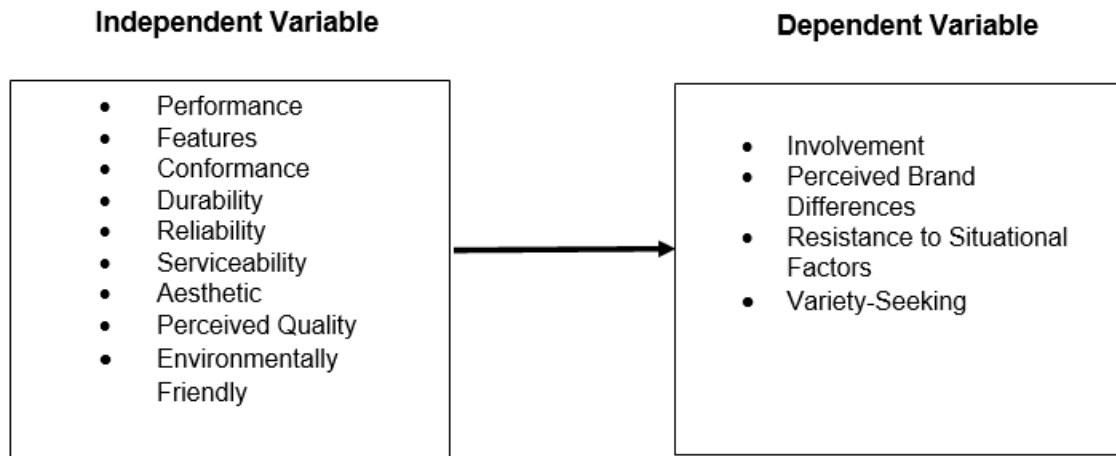 Independent Variable
Dependent Variable
• Performance
• Features
• Conformance
• Durability
• Reliability
• Serviceability
• Aesthetic
• Perceived Quality
• Environmentally
Friendly
• Involvement
• Perceived Brand
Differences
• Resistance to Situational
Factors
• Variety-Seeking